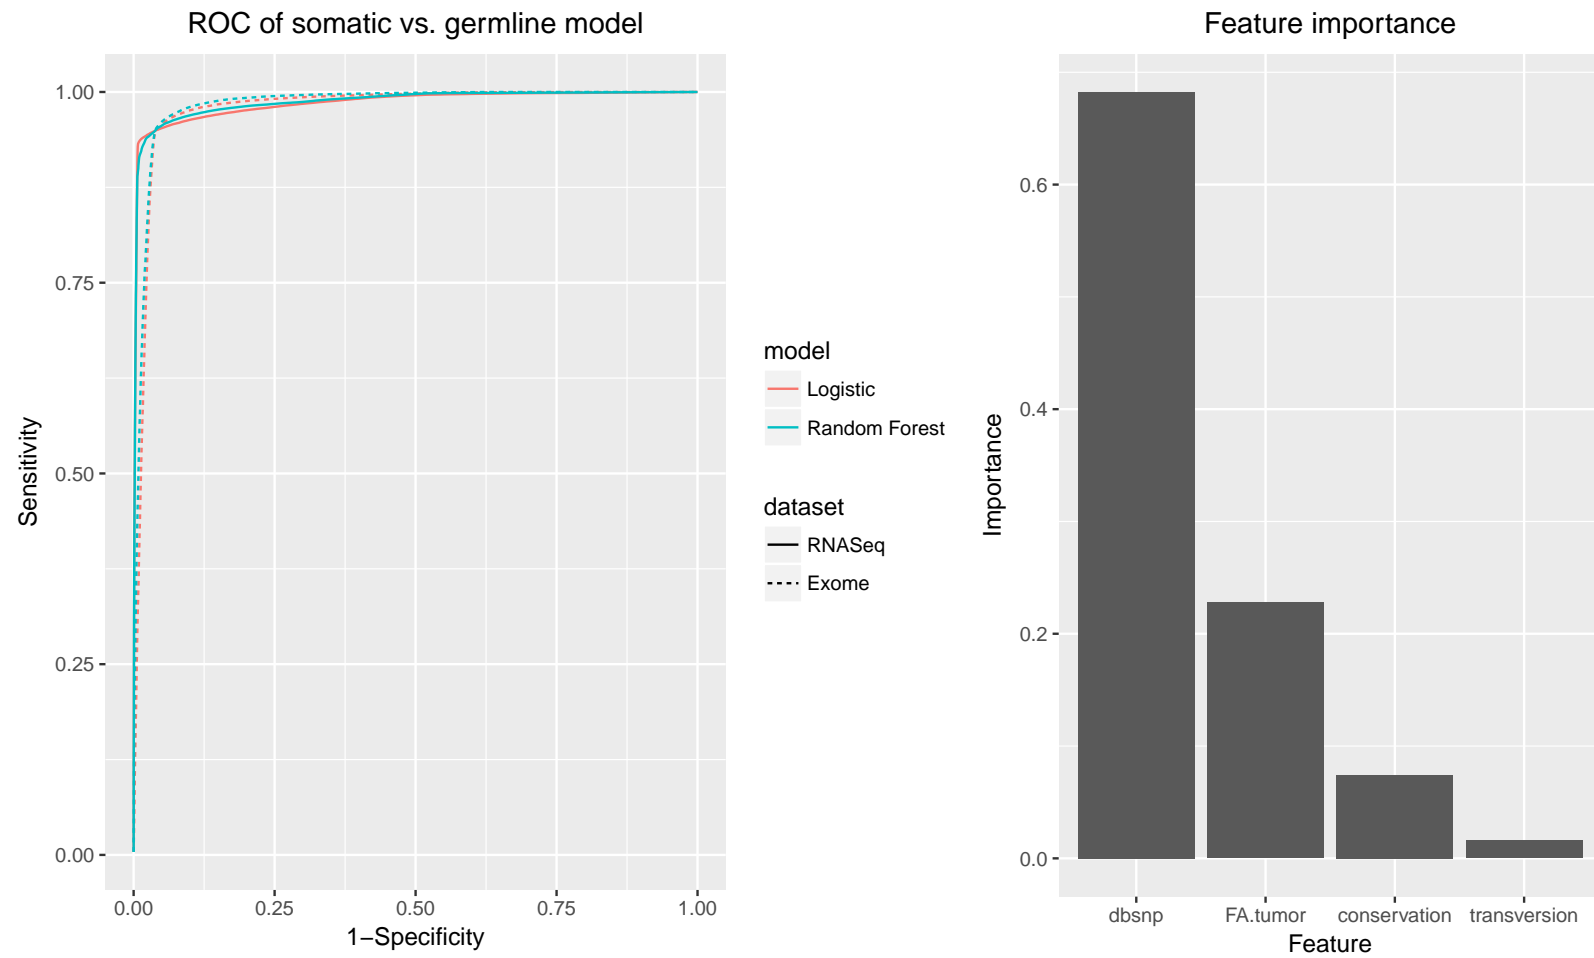 ROC of somatic vs. germline model
1.00
0.75
0.50
0.25
0.00
Sensitivity
0.00 0.25 0.50 0.75 1.00
1−Specificity
model
Logistic
Random Forest
dataset
RNASeq
Exome
Feature importance
0.6
0.4
0.2
0.0
Importance
dbsnp FA.tumor conservation transversion
Feature